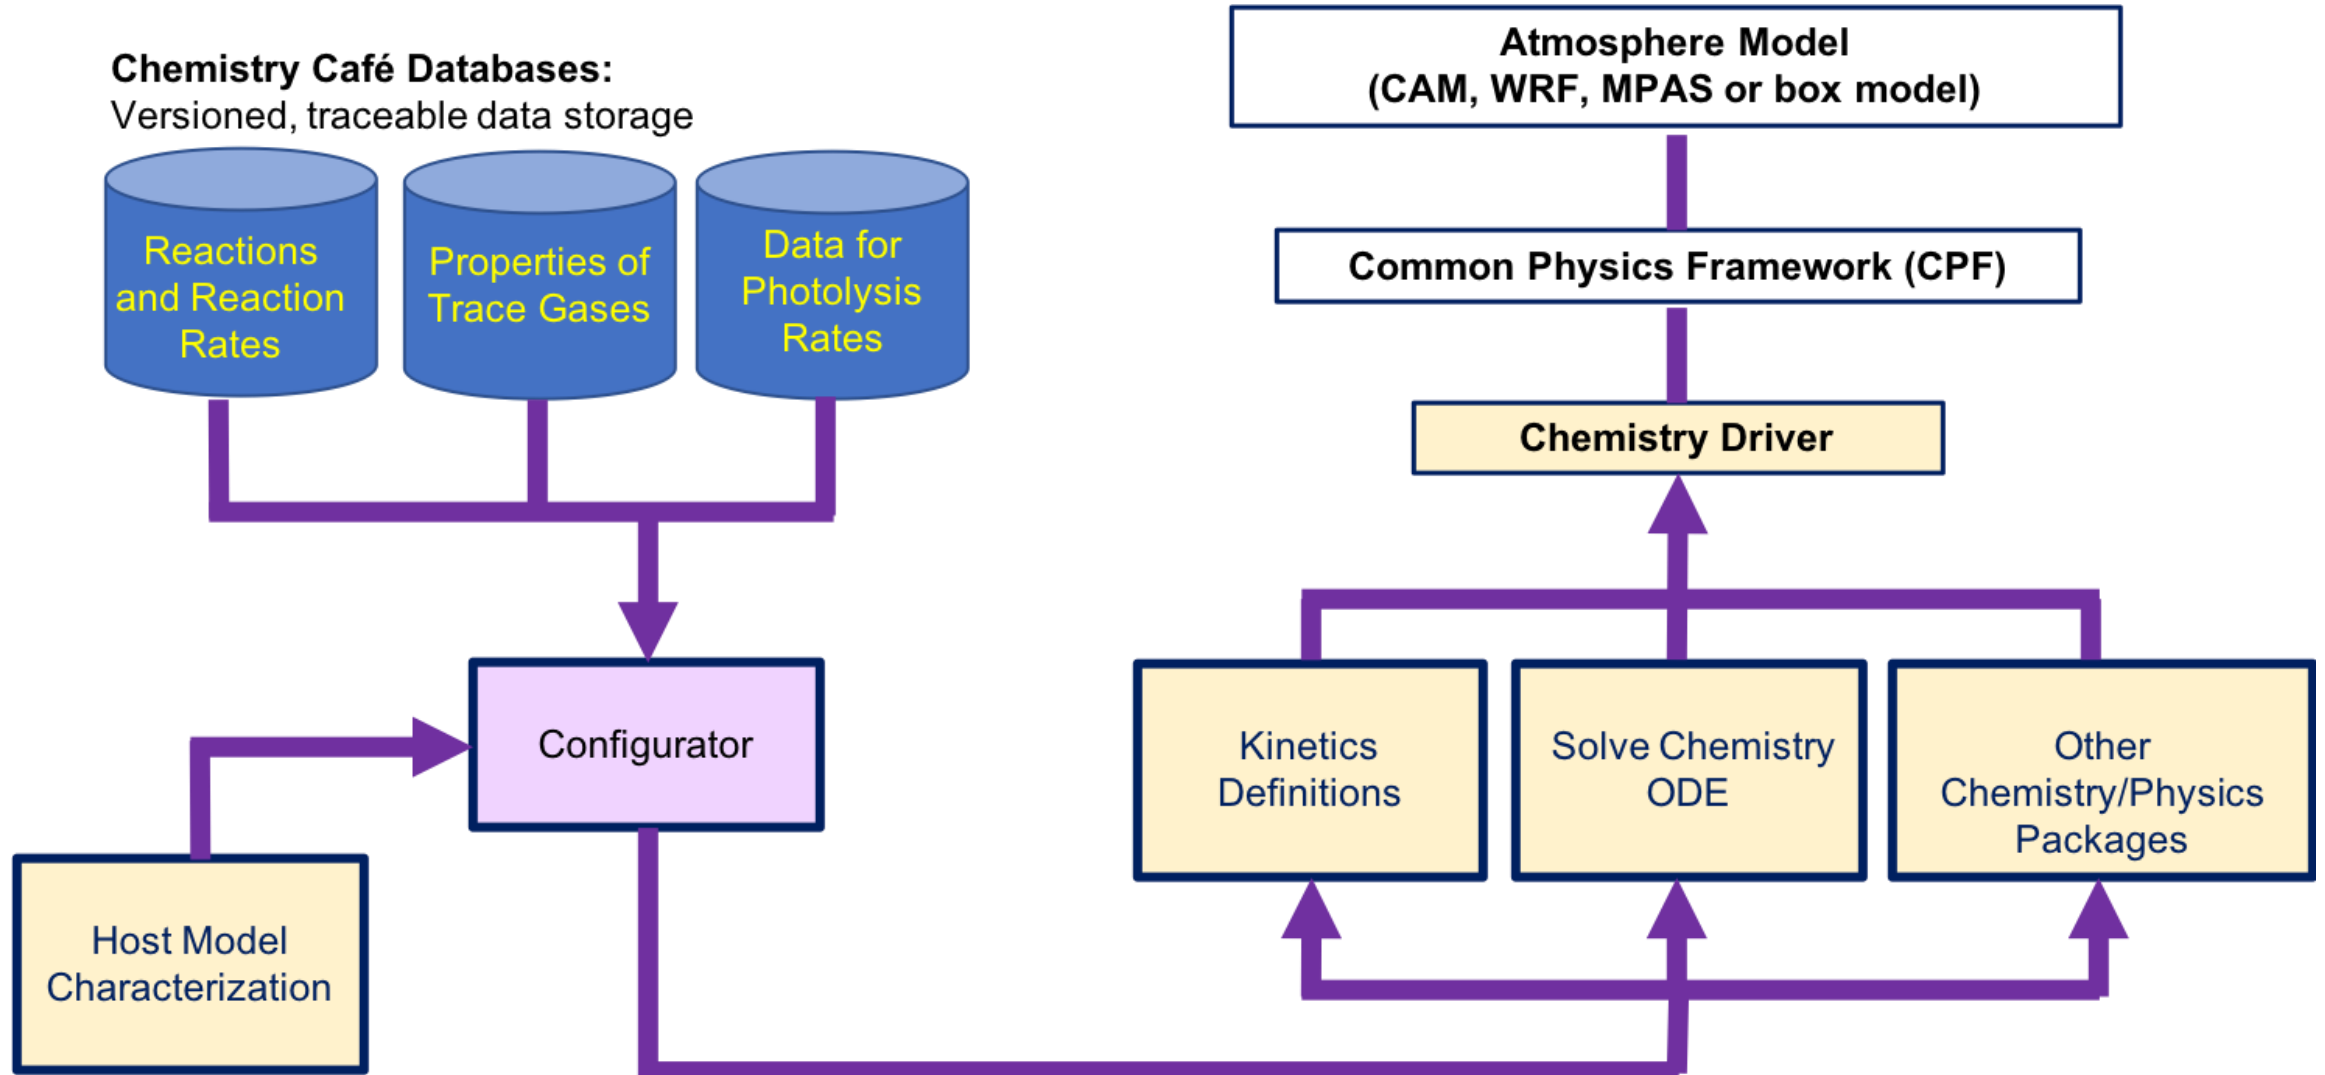 Chemistry Café Databases:
Versioned, traceable data storage
Reactions
and Reaction
Rates
Properties of
Trace Gases
Data for
Photolysis
Rates
Configurator
Host Model
Characterization
Atmosphere Model
(CAM, WRF, MPAS or box model)
Common Physics Framework (CPF)
Chemistry Driver
Kinetics
Definitions
Solve Chemistry
ODE
Other
Chemistry/Physics
Packages